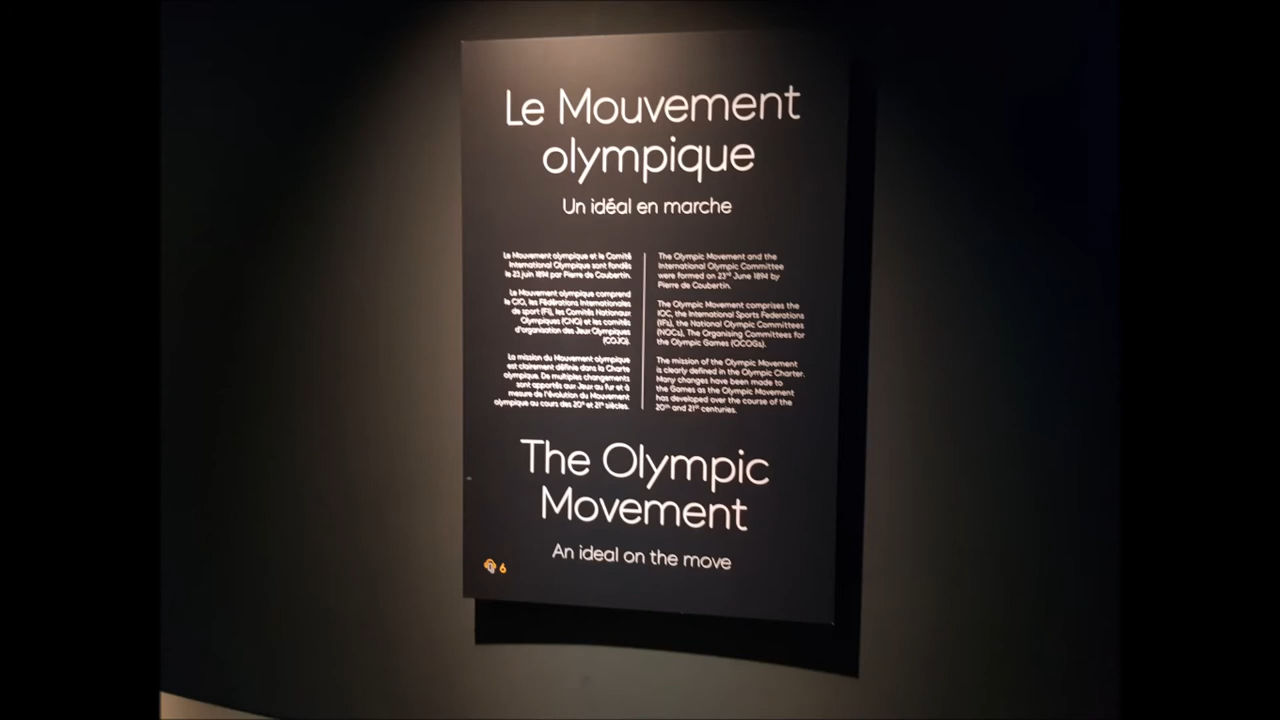 Le Mouvement
olympique
Un idéal en marche
Le Mouvement olympique et le Comité
International Olympique sont fondés
le 23 juin 1894 par Pierre de Coubertin.
Le Mouvement olympique comprend
le CIO, les Fédérations Internationales
de sport (FI), les Comités Nationaux
Olympiques (CNO) et les comités
d'organisation des Jeux Olympiques
(COJO).
La mission du Mouvement olympique
est clairement définie dans la Charte
olympique. De multiples changements
sont apportés aux Jeux au fur et à
mesure de l'évolution du Mouvement
olympique au cours des 20e et 21e siècles.
The Olympic Movement and the
International Olympic Committee
were formed on 23rd June 1894 by
Pierre de Coubertin.
The Olympic Movement comprises the
IOC, the International Sports Federations
(IFs), the National Olympic Committees
(NOCs), The Organising Committees for
the Olympic Games (OCOGs).
The mission of the Olympic Movement
is clearly defined in the Olympic Charter.
Many changes have been made to
the Games as the Olympic Movement
has developed over the course of the
20th and 21st centuries.
The Olympic
Movement
An ideal on the move
6